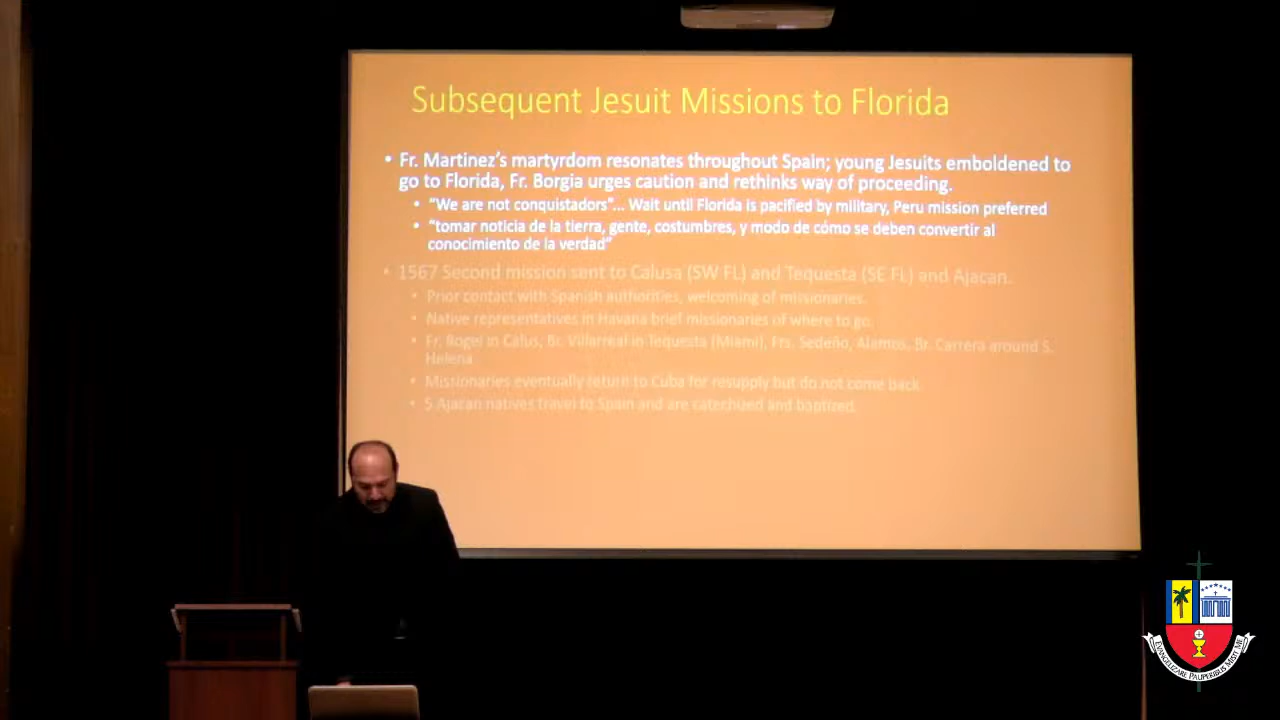 Subsequent Jesuit Missions to Florida
• Fr. Martinez's martyrdom resonates throughout Spain; young Jesuits emboldened to
go to Florida, Fr. Borgia urges caution and rethinks way of proceeding.
• "We are not conquistadors"... Wait until Florida is pacified by military, Peru mission preferred
• "tomar noticia de la tierra, gente, costumbres, y modo de cómo se deben convertir al
conocimiento de la verdad"
• 1567 Second mission sent to Calusa (SW FL) and Tequesta (SE FL) and Ajacan.
• Prior contact with Spanish authorities, welcoming of missionaries.
• Native representatives in Havana brief missionaries of where to go.
• Fr. Rogel in Calus, Br. Villarreal in Tequesta (Miami), Frs. Sedeño, Alamos, Br. Carrera around S.
Helena.
• Missionaries eventually return to Cuba for resupply but do not come back.
• 5 Ajacan natives travel to Spain and are catechized and baptized.
EVANGELIZARE PAUPERIBUS MISIT ME